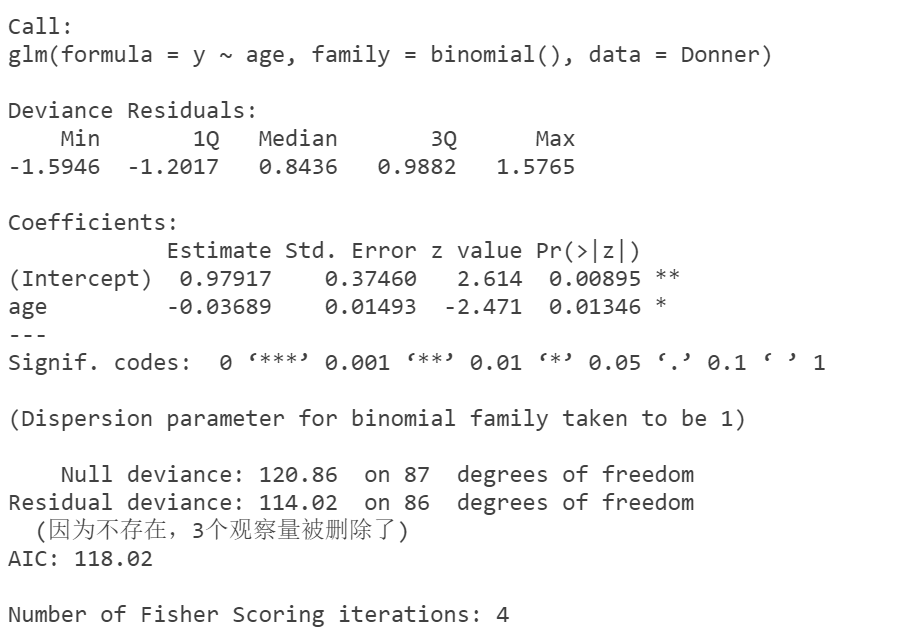 Call:
glm(formula = y ~ age, family = binomial(), data = Donner)
Deviance Residuals:
Min 1Q Median 3Q Max
-1.5946 -1.2017 0.8436 0.9882 1.5765
Coefficients:
Estimate Std. Error z value Pr(>|z|)
(Intercept) 0.97917 0.37460 2.614 0.00895 **
age -0.03689 0.01493 -2.471 0.01346 *
---
Signif. codes: 0 ‘***’ 0.001 ‘**’ 0.01 ‘*’ 0.05 ‘.’ 0.1 ‘ ’ 1
(Dispersion parameter for binomial family taken to be 1)
Null deviance: 120.86 on 87 degrees of freedom
Residual deviance: 114.02 on 86 degrees of freedom
(因为不存在，3个观察量被删除了)
AIC: 118.02
Number of Fisher Scoring iterations: 4